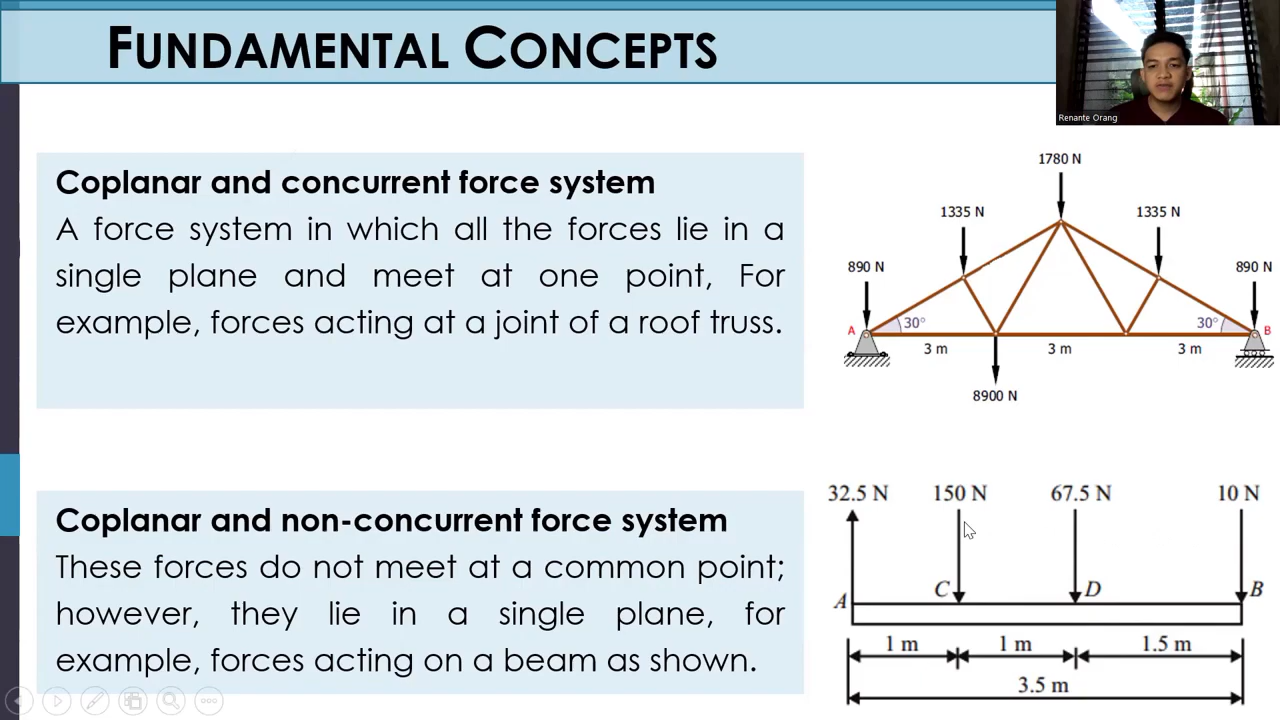 FUNDAMENTAL CONCEPTS
Renante Orang
Coplanar and concurrent force system
A force system in which all the forces lie in a
single plane and meet at one point, For
example, forces acting at a joint of a roof truss.
1780 N
1335 N 1335 N
890 N 890 N
A 30° 30° B
3 m 3 m 3 m
8900 N
Coplanar and non-concurrent force system
These forces do not meet at a common point;
however, they lie in a single plane, for
example, forces acting on a beam as shown.
32.5 N 150 N 67.5 N 10 N
A C D B
1 m 1 m 1.5 m
3.5 m